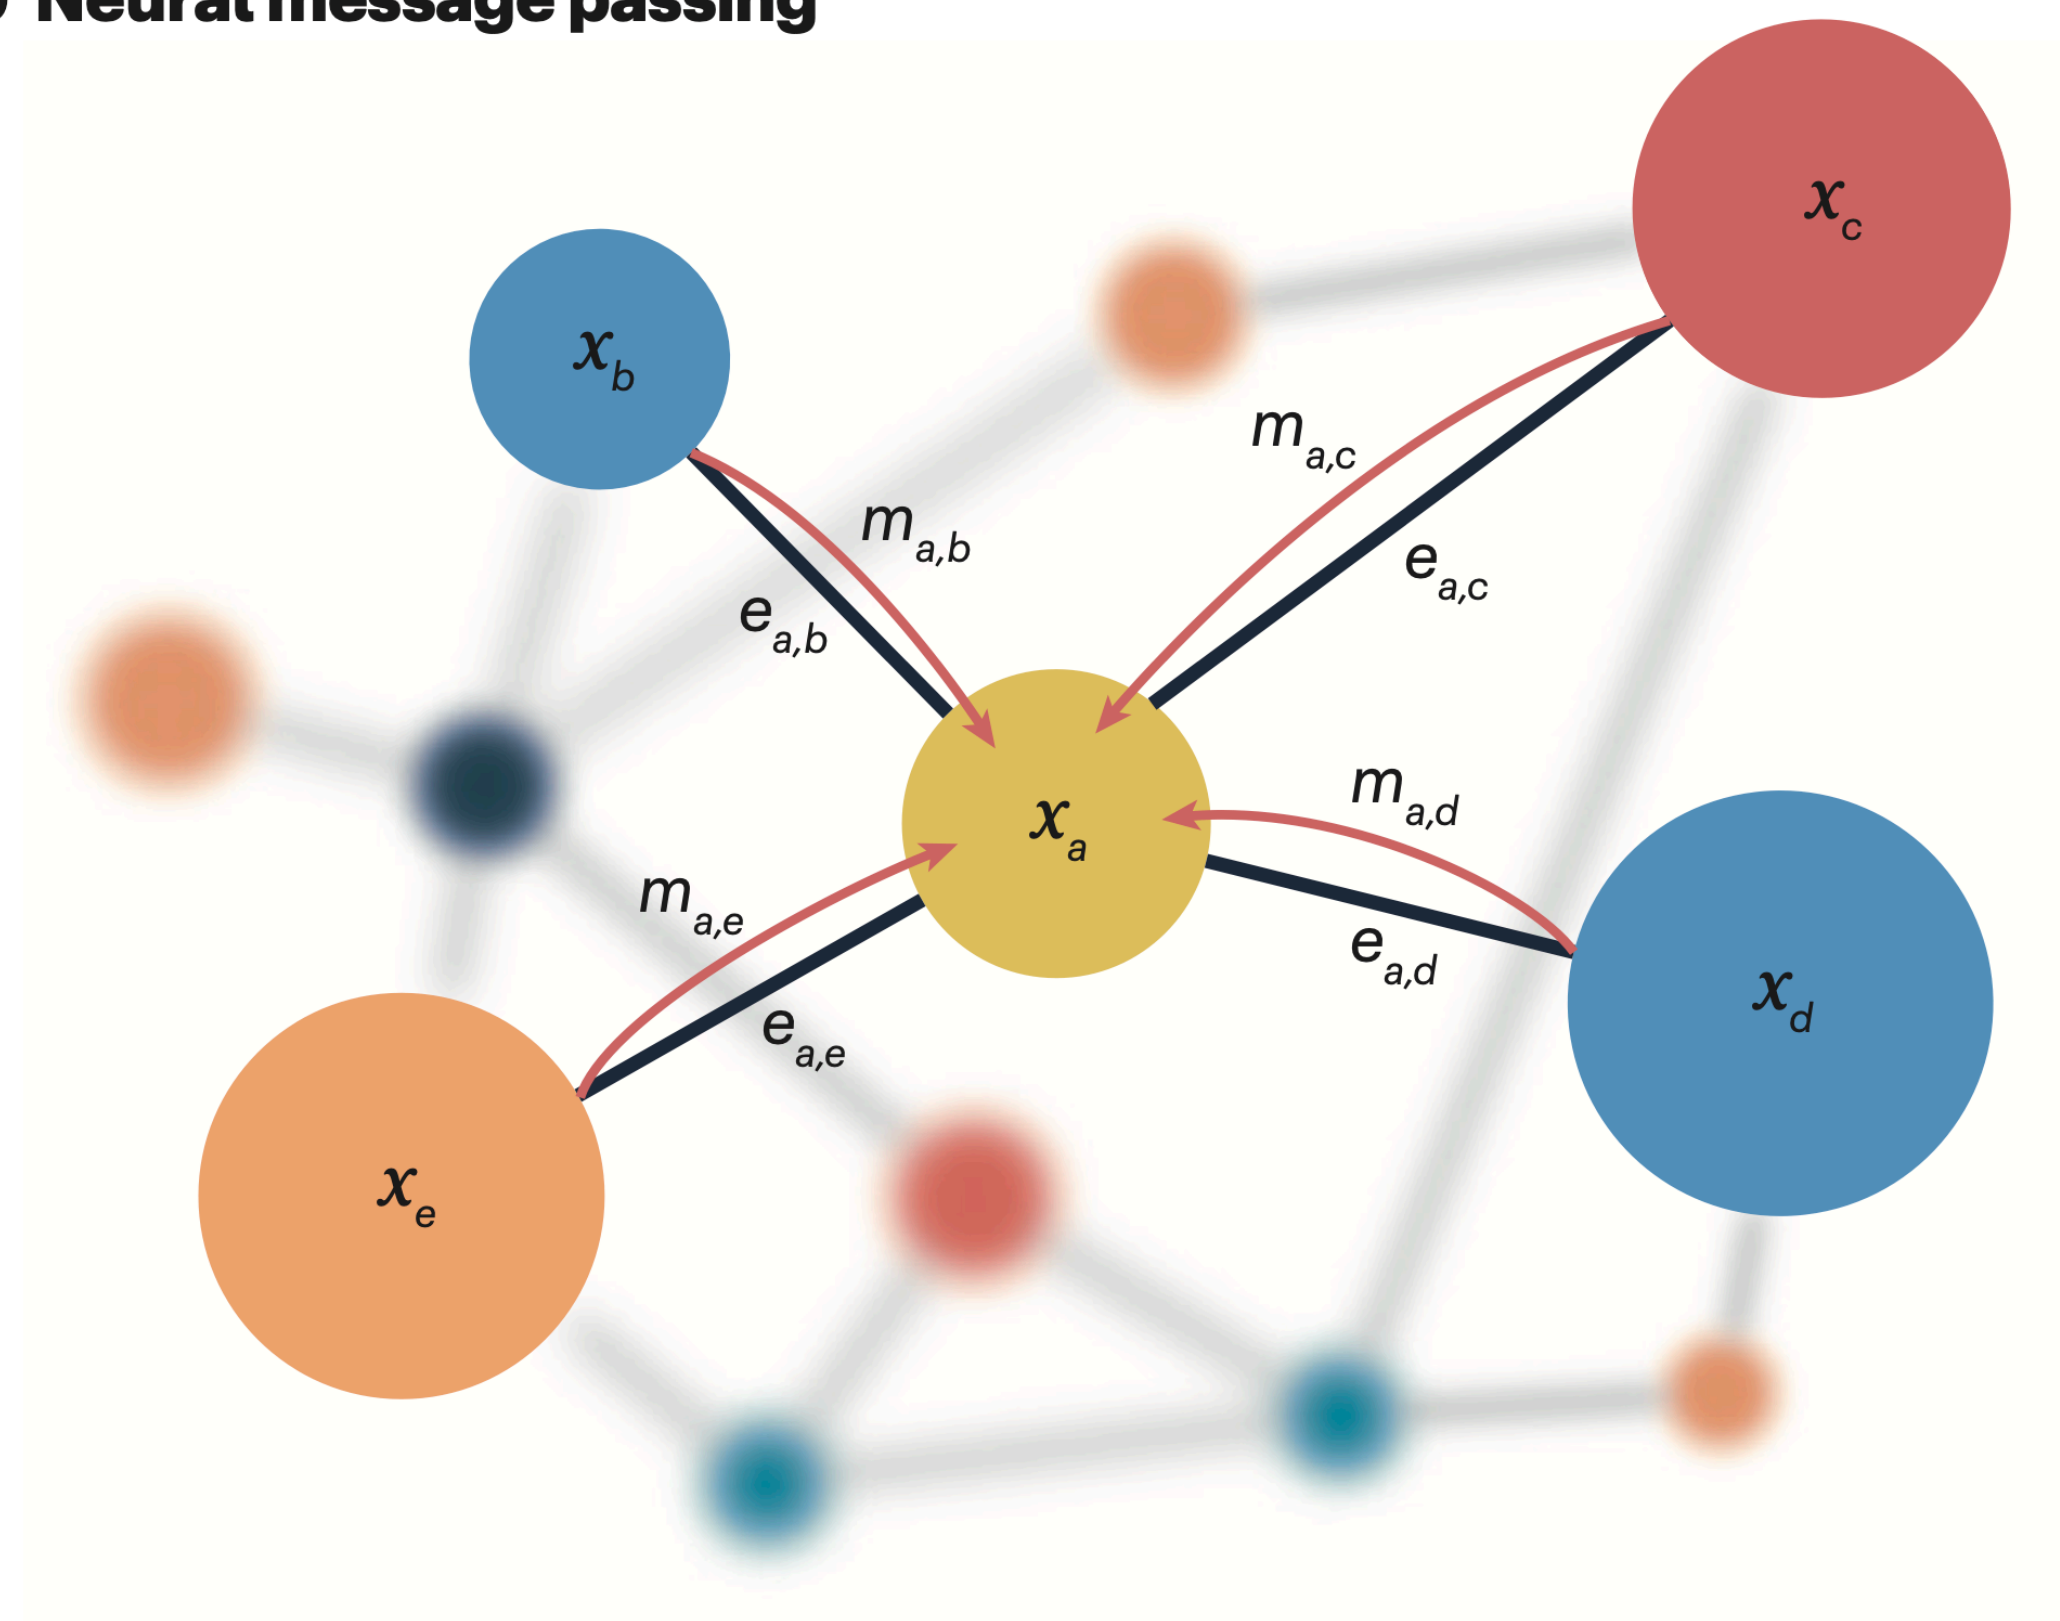 Neural message passing
x_c
x_b
m_a,c
m_a,b
e_a,c
e_a,b
m_a,d
x_a
m_a,e
e_a,d
x_d
e_a,e
x_e